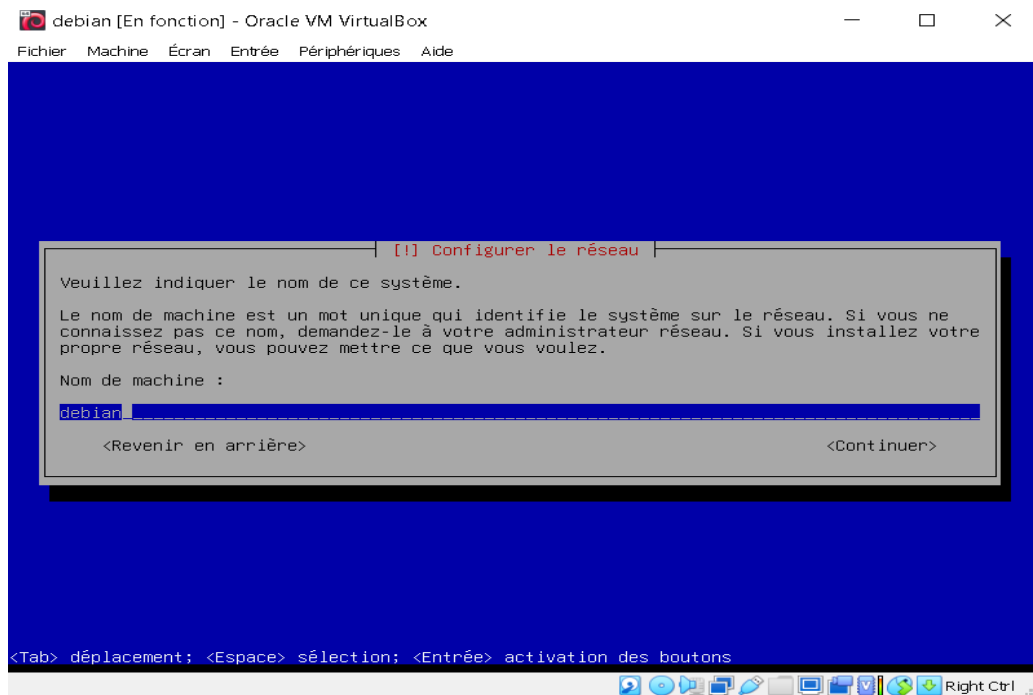 debian [En fonction] - Oracle VM VirtualBox
Fichier Machine Écran Entrée Périphériques Aide
[!] Configurer le réseau
Veuillez indiquer le nom de ce système.
Le nom de machine est un mot unique qui identifie le système sur le réseau. Si vous ne
connaissez pas ce nom, demandez-le à votre administrateur réseau. Si vous installez votre
propre réseau, vous pouvez mettre ce que vous voulez.
Nom de machine :
debian
<Revenir en arrière> <Continuer>
<Tab> déplacement; <Espace> sélection; <Entrée> activation des boutons
Right Ctrl